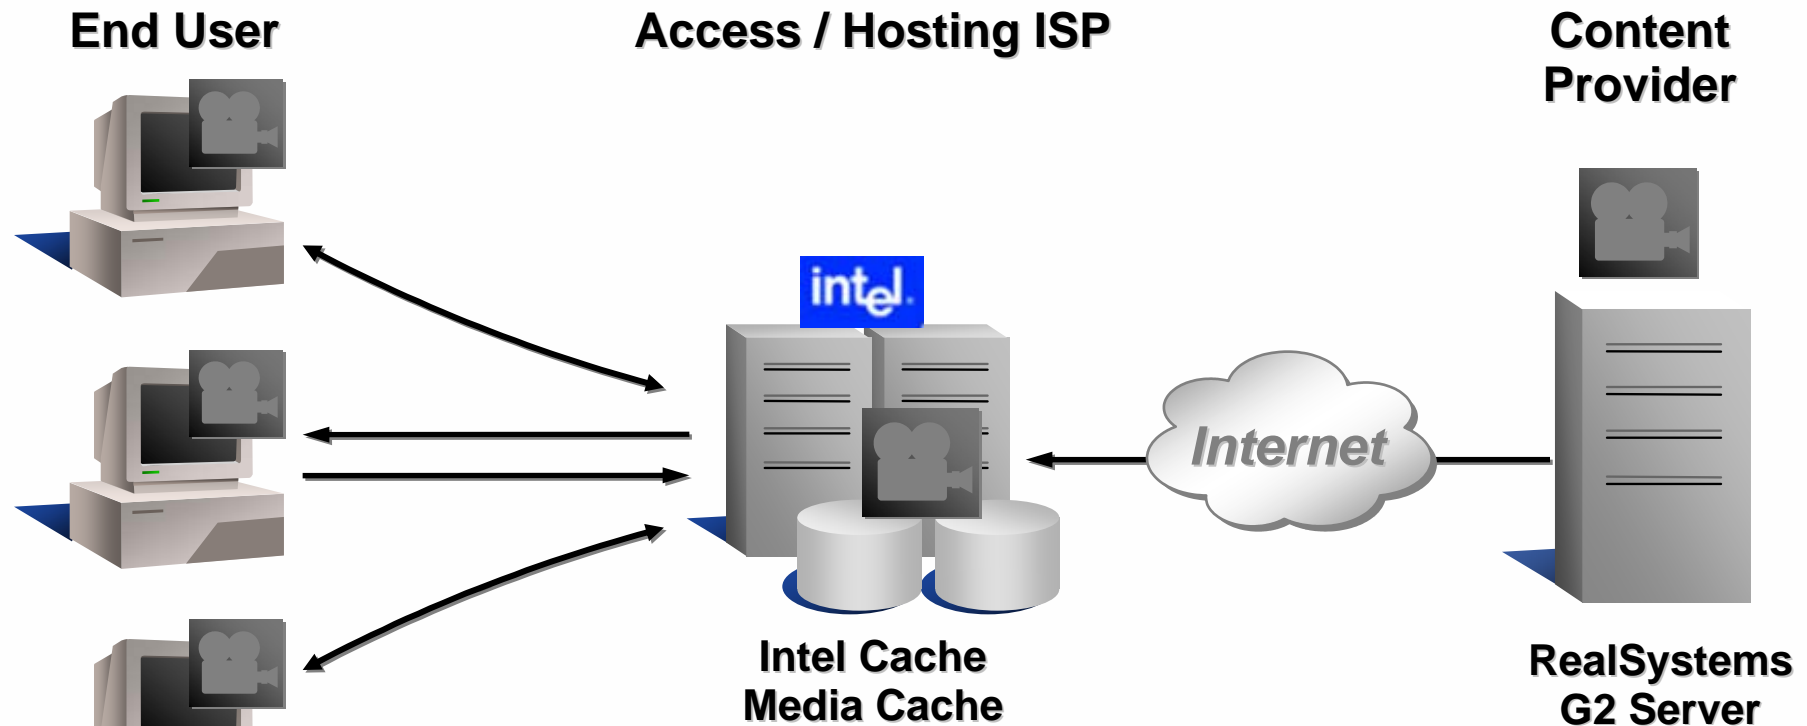 End User
Access / Hosting ISP
Content
Provider
intel.
Internet
Intel Cache
Media Cache
RealSystems
G2 Server